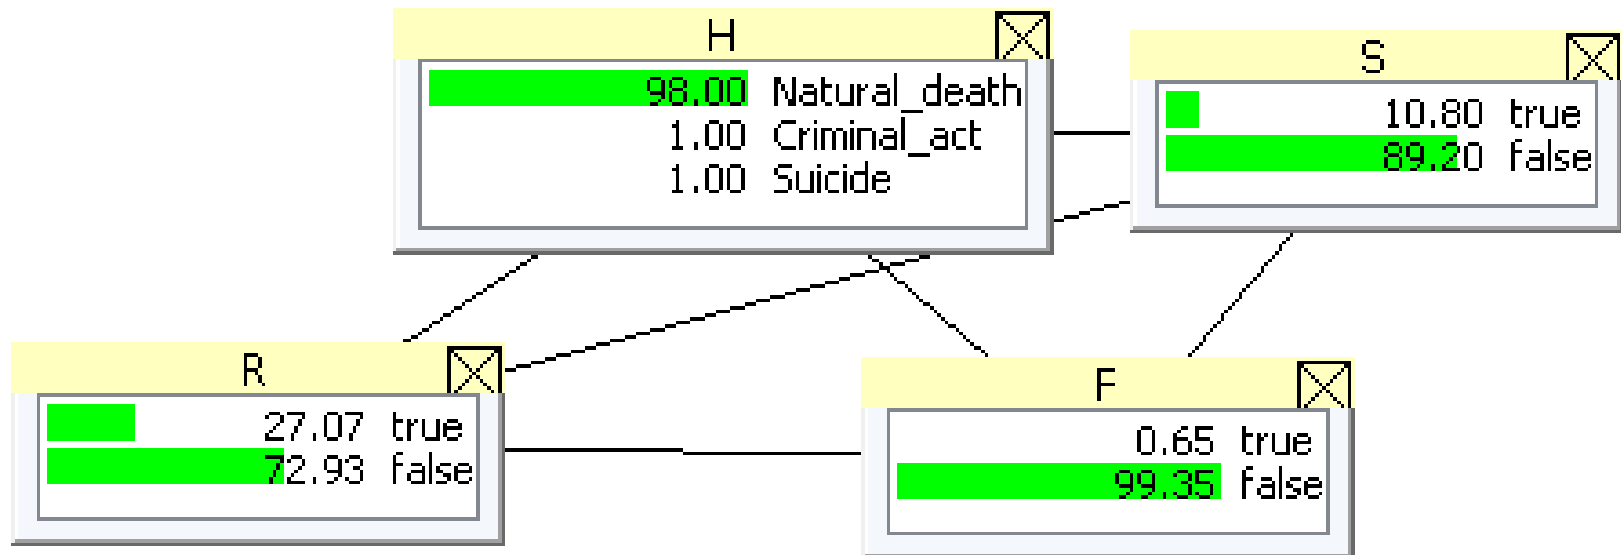 H
98.00 Natural_death
1.00 Criminal_act
1.00 Suicide
S
10.80 true
89.20 false
R
27.07 true
72.93 false
F
0.65 true
99.35 false